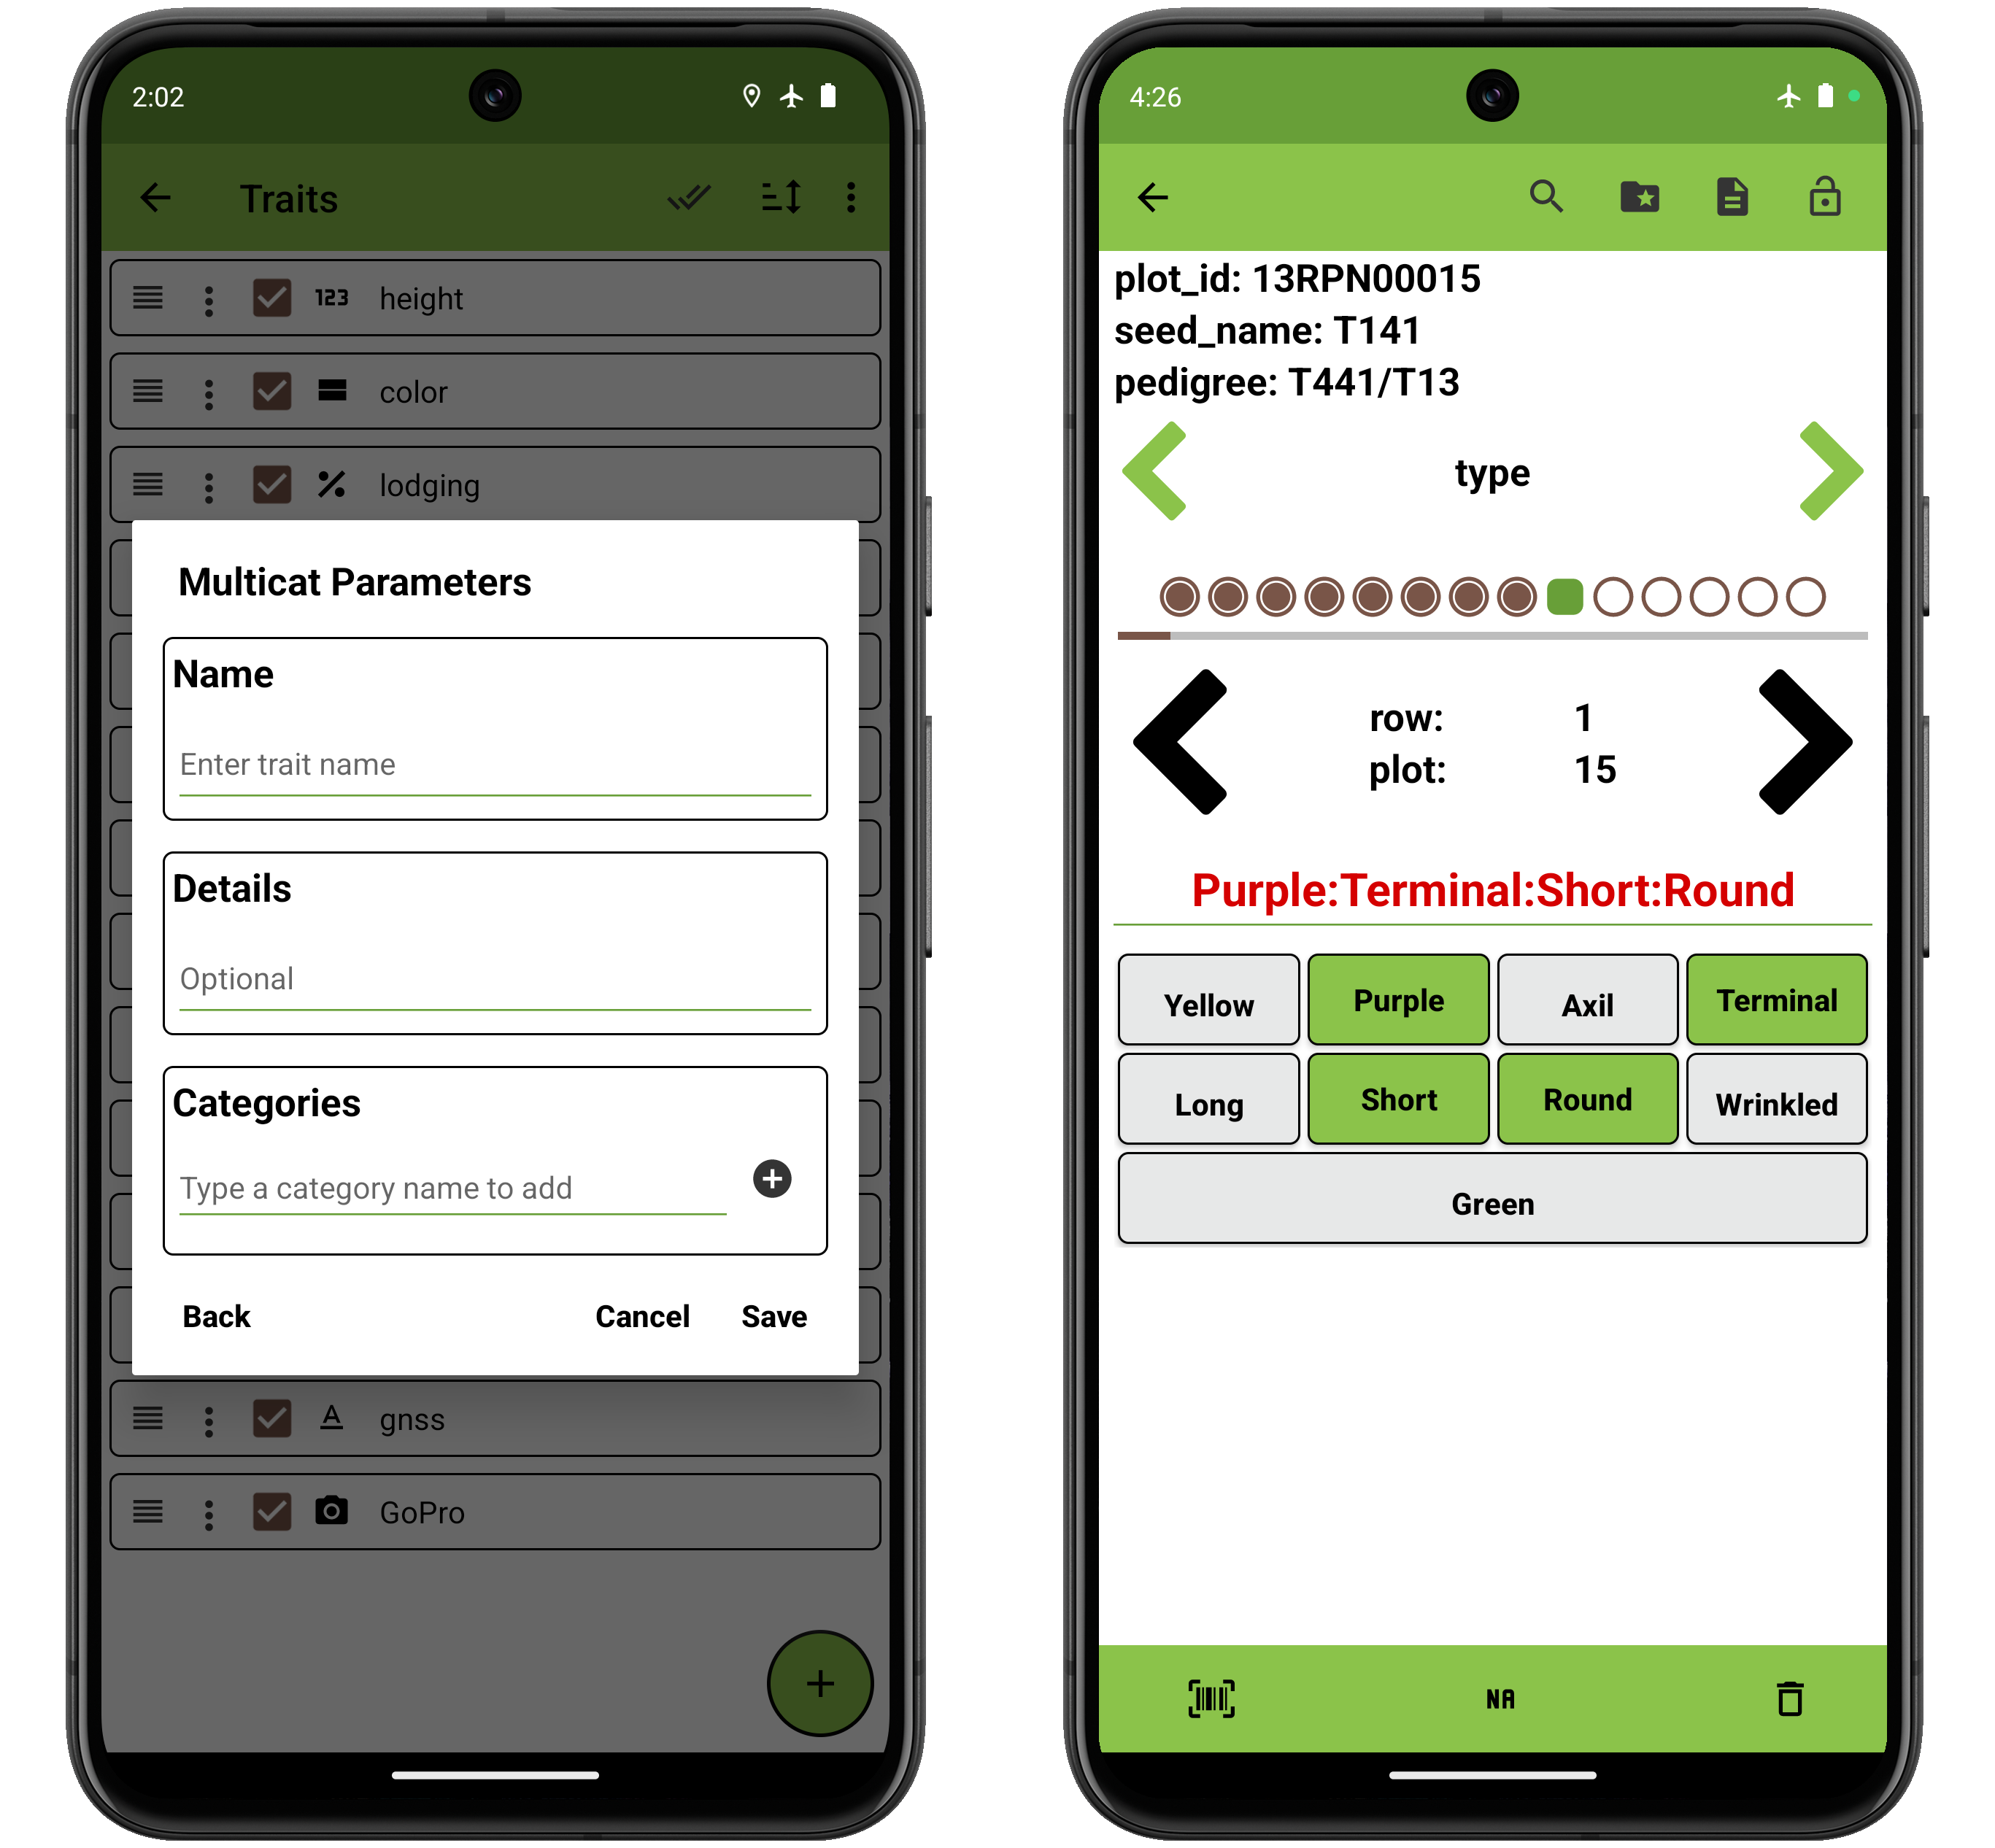 2:02
Traits
123 height
color
% lodging
Multicat Parameters
Name
Enter trait name
Details
Optional
Categories
Type a category name to add
Back Cancel Save
A gnss
GoPro
4:26
plot_id: 13RPN00015
seed_name: T141
pedigree: T441/T13
type
row: 1
plot: 15
Purple:Terminal:Short:Round
Yellow Purple Axil Terminal
Long Short Round Wrinkled
Green
NA